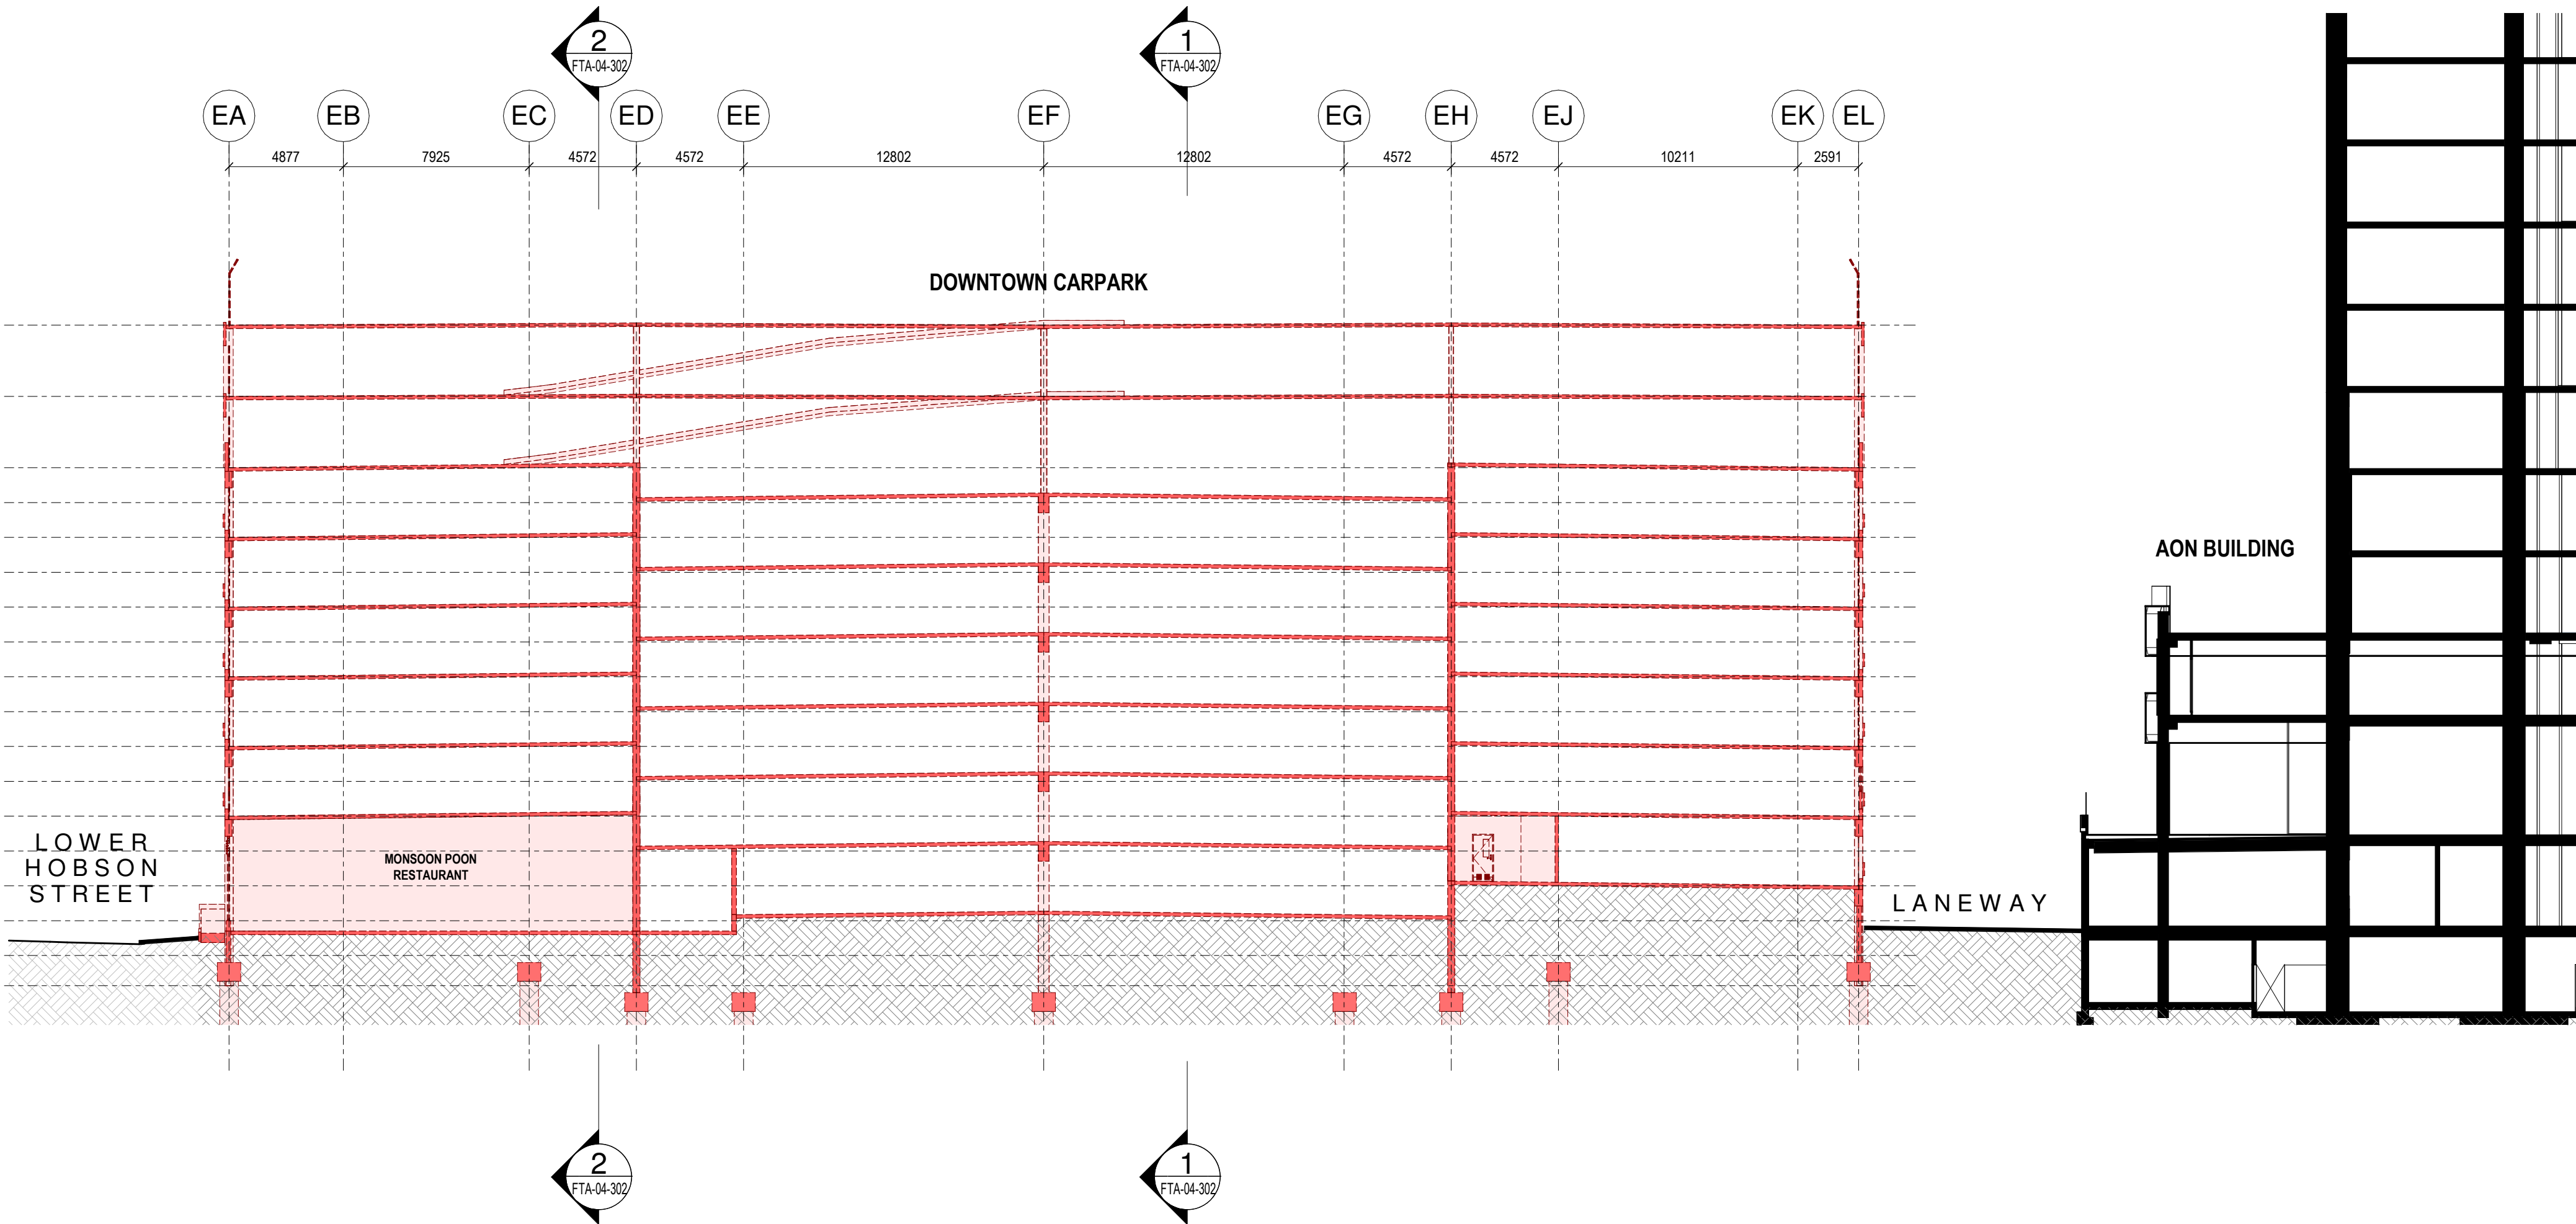 2
FTA-04-302
1
FTA-04-302
EA
EB
EC
ED
EE
EF
EG
EH
EJ
EK
EL
4877
7925
4572
4572
12802
12802
4572
4572
10211
2591
DOWNTOWN CARPARK
AON BUILDING
LOWER
HOBSON
STREET
MONSOON POON
RESTAURANT
LANEWAY
2
FTA-04-302
1
FTA-04-302